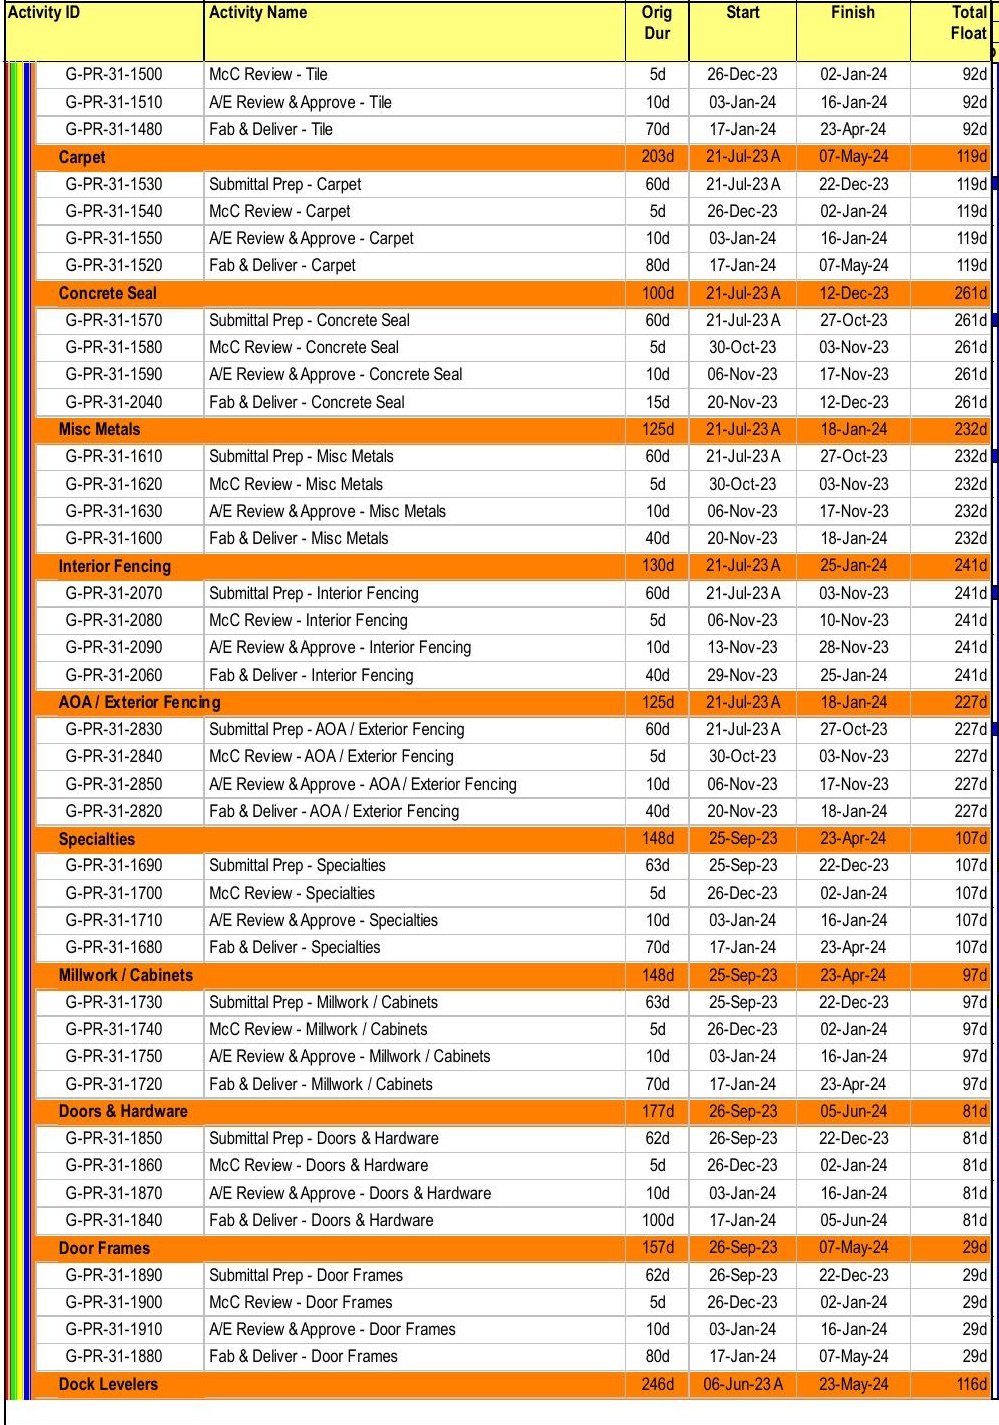 Activity ID Activity Name Orig Dur Start Finish Total Float
G-PR-31-1500 McC Review - Tile 5d 26-Dec-23 02-Jan-24 92d
G-PR-31-1510 A/E Review & Approve - Tile 10d 03-Jan-24 16-Jan-24 92d
G-PR-31-1480 Fab & Deliver - Tile 70d 17-Jan-24 23-Apr-24 92d
Carpet 203d 21-Jul-23 A 07-May-24 119d
G-PR-31-1530 Submittal Prep - Carpet 60d 21-Jul-23 A 22-Dec-23 119d
G-PR-31-1540 McC Review - Carpet 5d 26-Dec-23 02-Jan-24 119d
G-PR-31-1550 A/E Review & Approve - Carpet 10d 03-Jan-24 16-Jan-24 119d
G-PR-31-1520 Fab & Deliver - Carpet 80d 17-Jan-24 07-May-24 119d
Concrete Seal 100d 21-Jul-23 A 12-Dec-23 261d
G-PR-31-1570 Submittal Prep - Concrete Seal 60d 21-Jul-23 A 27-Oct-23 261d
G-PR-31-1580 McC Review - Concrete Seal 5d 30-Oct-23 03-Nov-23 261d
G-PR-31-1590 A/E Review & Approve - Concrete Seal 10d 06-Nov-23 17-Nov-23 261d
G-PR-31-2040 Fab & Deliver - Concrete Seal 15d 20-Nov-23 12-Dec-23 261d
Misc Metals 125d 21-Jul-23 A 18-Jan-24 232d
G-PR-31-1610 Submittal Prep - Misc Metals 60d 21-Jul-23 A 27-Oct-23 232d
G-PR-31-1620 McC Review - Misc Metals 5d 30-Oct-23 03-Nov-23 232d
G-PR-31-1630 A/E Review & Approve - Misc Metals 10d 06-Nov-23 17-Nov-23 232d
G-PR-31-1600 Fab & Deliver - Misc Metals 40d 20-Nov-23 18-Jan-24 232d
Interior Fencing 130d 21-Jul-23 A 25-Jan-24 241d
G-PR-31-2070 Submittal Prep - Interior Fencing 60d 21-Jul-23 A 03-Nov-23 241d
G-PR-31-2080 McC Review - Interior Fencing 5d 06-Nov-23 10-Nov-23 241d
G-PR-31-2090 A/E Review & Approve - Interior Fencing 10d 13-Nov-23 28-Nov-23 241d
G-PR-31-2060 Fab & Deliver - Interior Fencing 40d 29-Nov-23 25-Jan-24 241d
AOA / Exterior Fencing 125d 21-Jul-23 A 18-Jan-24 227d
G-PR-31-2830 Submittal Prep - AOA / Exterior Fencing 60d 21-Jul-23 A 27-Oct-23 227d
G-PR-31-2840 McC Review - AOA / Exterior Fencing 5d 30-Oct-23 03-Nov-23 227d
G-PR-31-2850 A/E Review & Approve - AOA / Exterior Fencing 10d 06-Nov-23 17-Nov-23 227d
G-PR-31-2820 Fab & Deliver - AOA / Exterior Fencing 40d 20-Nov-23 18-Jan-24 227d
Specialties 148d 25-Sep-23 23-Apr-24 107d
G-PR-31-1690 Submittal Prep - Specialties 63d 25-Sep-23 22-Dec-23 107d
G-PR-31-1700 McC Review - Specialties 5d 26-Dec-23 02-Jan-24 107d
G-PR-31-1710 A/E Review & Approve - Specialties 10d 03-Jan-24 16-Jan-24 107d
G-PR-31-1680 Fab & Deliver - Specialties 70d 17-Jan-24 23-Apr-24 107d
Millwork / Cabinets 148d 25-Sep-23 23-Apr-24 97d
G-PR-31-1730 Submittal Prep - Millwork / Cabinets 63d 25-Sep-23 22-Dec-23 97d
G-PR-31-1740 McC Review - Millwork / Cabinets 5d 26-Dec-23 02-Jan-24 97d
G-PR-31-1750 A/E Review & Approve - Millwork / Cabinets 10d 03-Jan-24 16-Jan-24 97d
G-PR-31-1720 Fab & Deliver - Millwork / Cabinets 70d 17-Jan-24 23-Apr-24 97d
Doors & Hardware 177d 26-Sep-23 05-Jun-24 81d
G-PR-31-1850 Submittal Prep - Doors & Hardware 62d 26-Sep-23 22-Dec-23 81d
G-PR-31-1860 McC Review - Doors & Hardware 5d 26-Dec-23 02-Jan-24 81d
G-PR-31-1870 A/E Review & Approve - Doors & Hardware 10d 03-Jan-24 16-Jan-24 81d
G-PR-31-1840 Fab & Deliver - Doors & Hardware 100d 17-Jan-24 05-Jun-24 81d
Door Frames 157d 26-Sep-23 07-May-24 29d
G-PR-31-1890 Submittal Prep - Door Frames 62d 26-Sep-23 22-Dec-23 29d
G-PR-31-1900 McC Review - Door Frames 5d 26-Dec-23 02-Jan-24 29d
G-PR-31-1910 A/E Review & Approve - Door Frames 10d 03-Jan-24 16-Jan-24 29d
G-PR-31-1880 Fab & Deliver - Door Frames 80d 17-Jan-24 07-May-24 29d
Dock Levelers 246d 06-Jun-23 A 23-May-24 116d